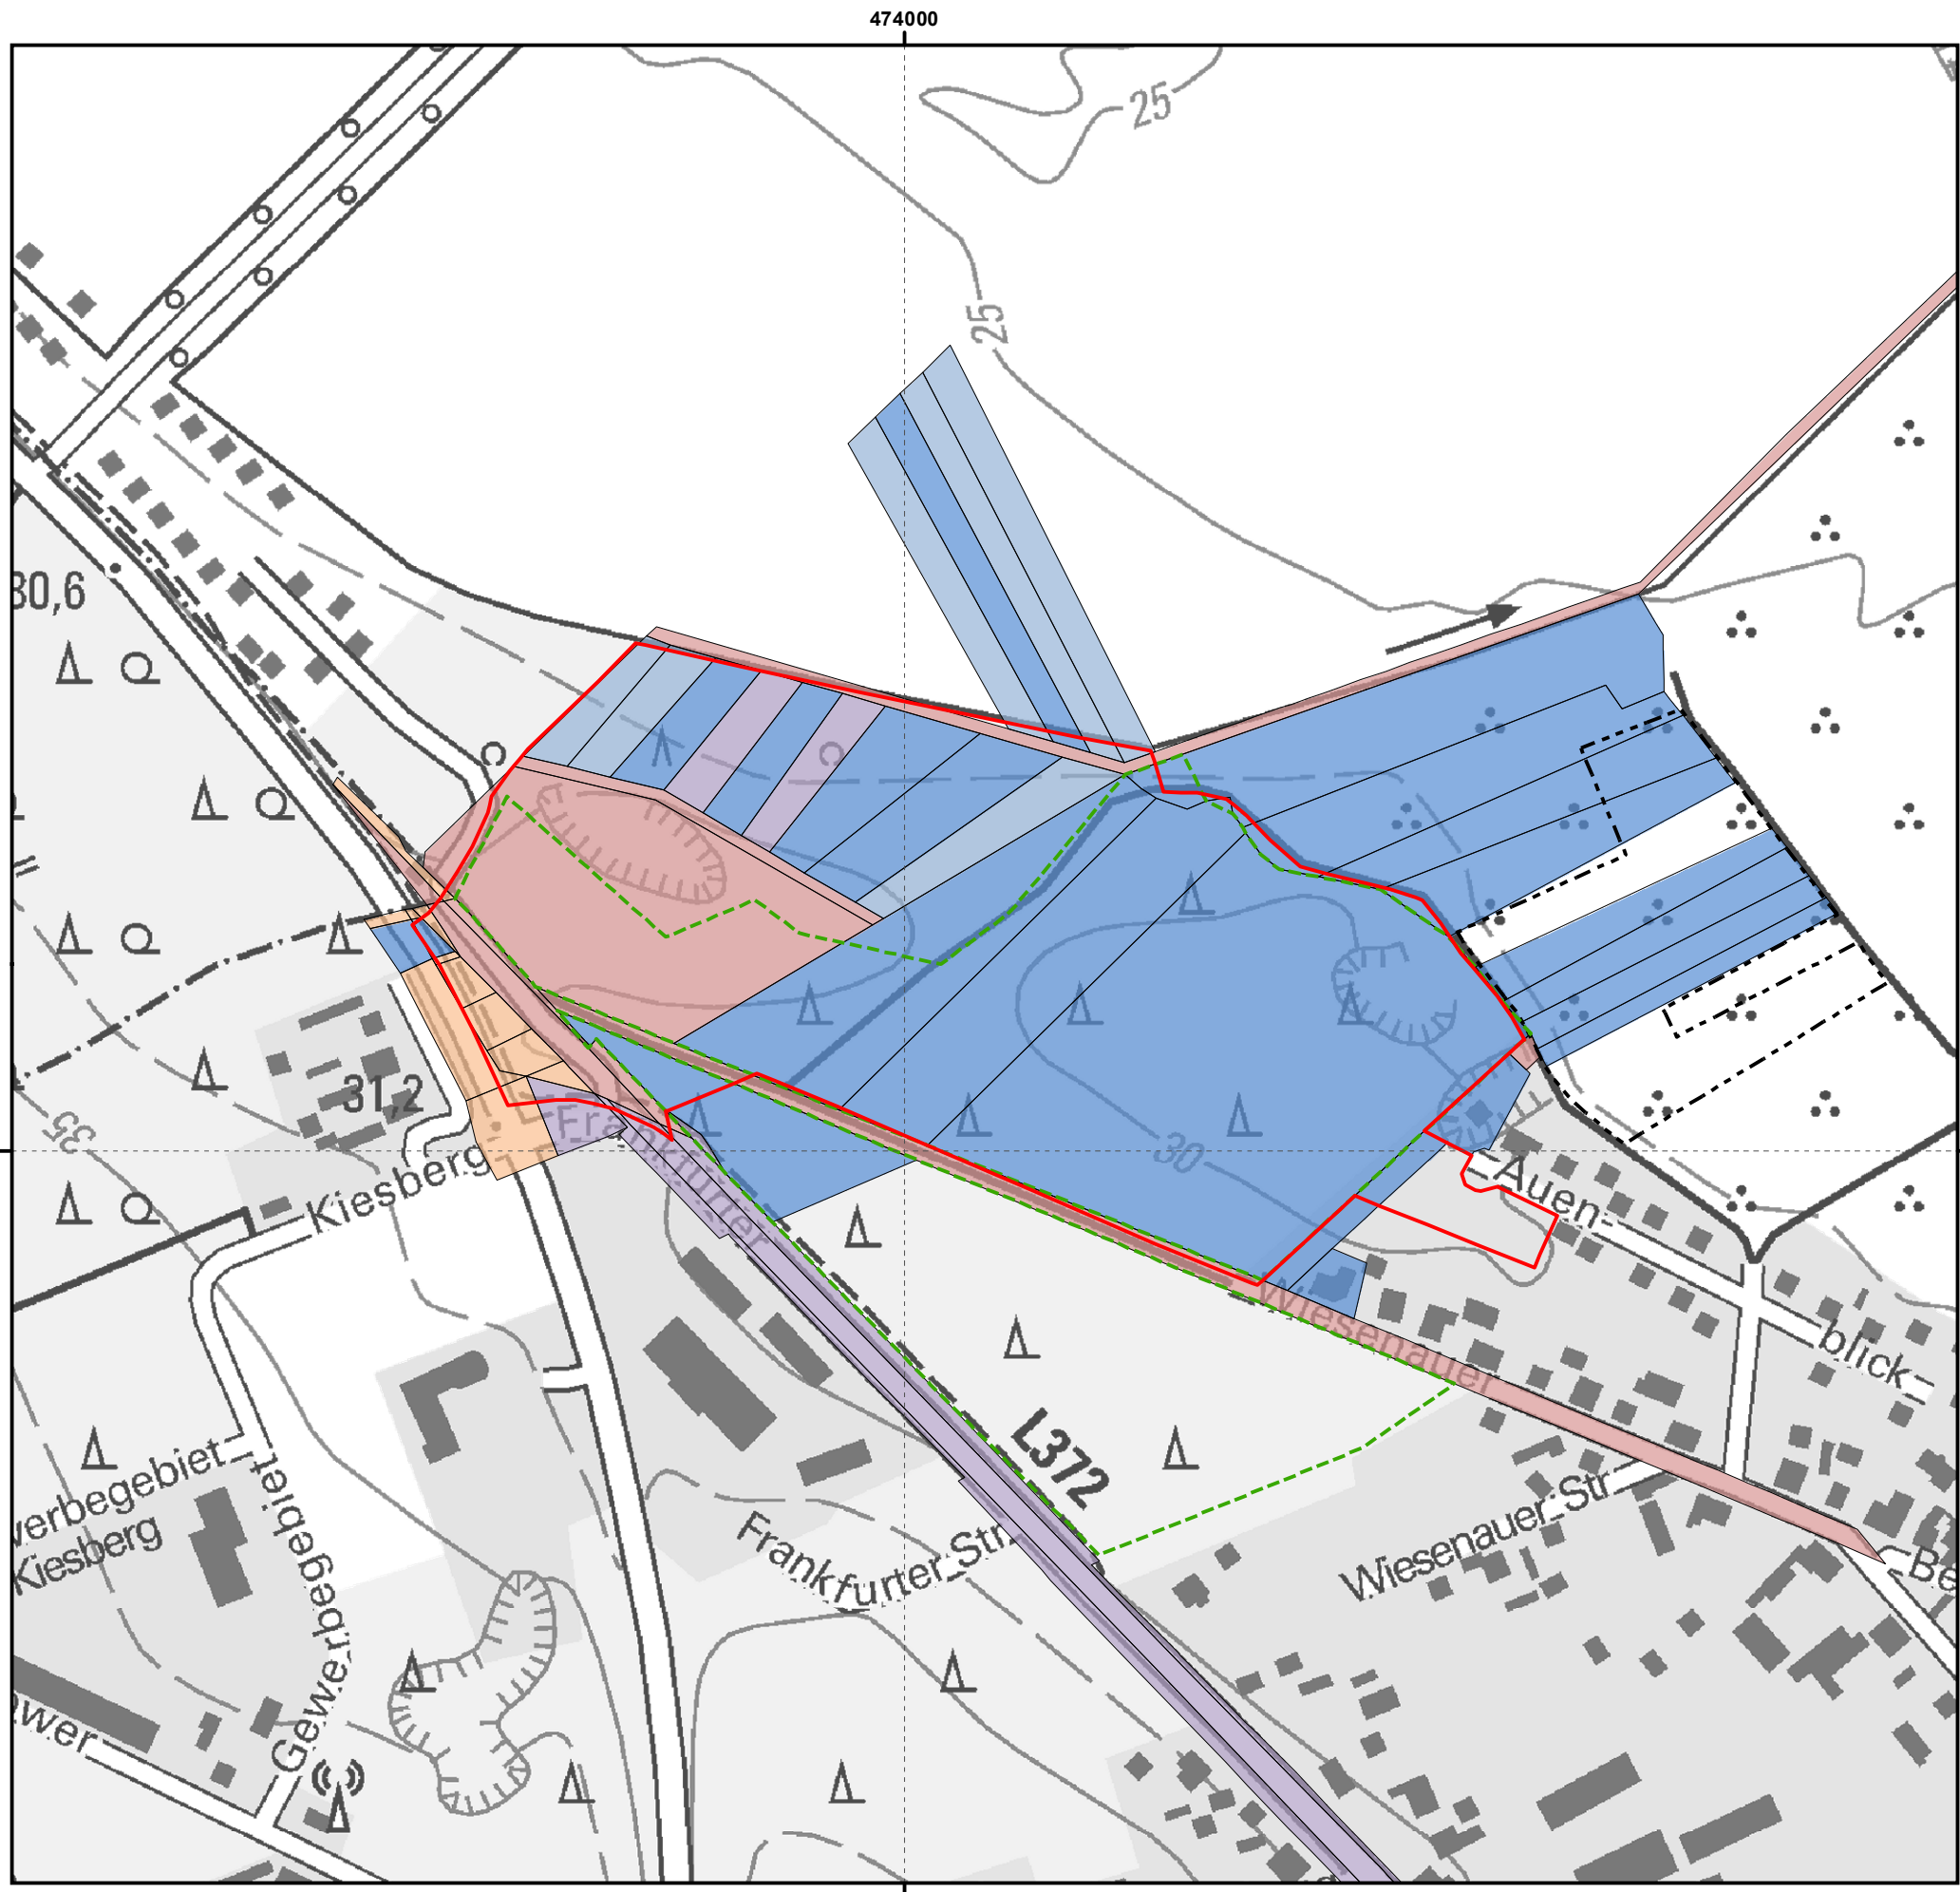 474000
25
25
30,6
31,2
35
Kiesberg
Frankfurter
30
Auen-
blick
Wiesenauer
L372
Frankfurter Str.
Wiesenauer Str.
Be
werbegebiet
Kiesberg
Gewerbegebiet
wer